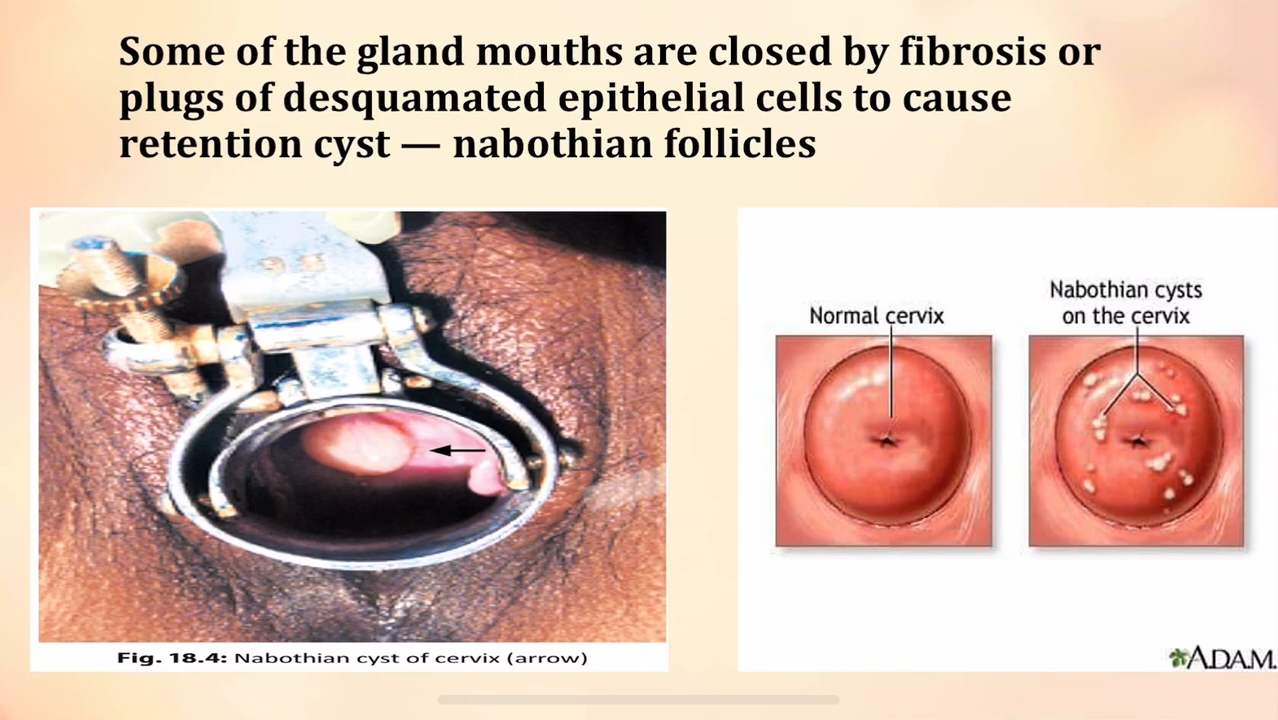 Some of the gland mouths are closed by fibrosis or
plugs of desquamated epithelial cells to cause
retention cyst — nabothian follicles
Fig. 18.4: Nabothian cyst of cervix (arrow)
Normal cervix
Nabothian cysts
on the cervix
A.D.A.M.